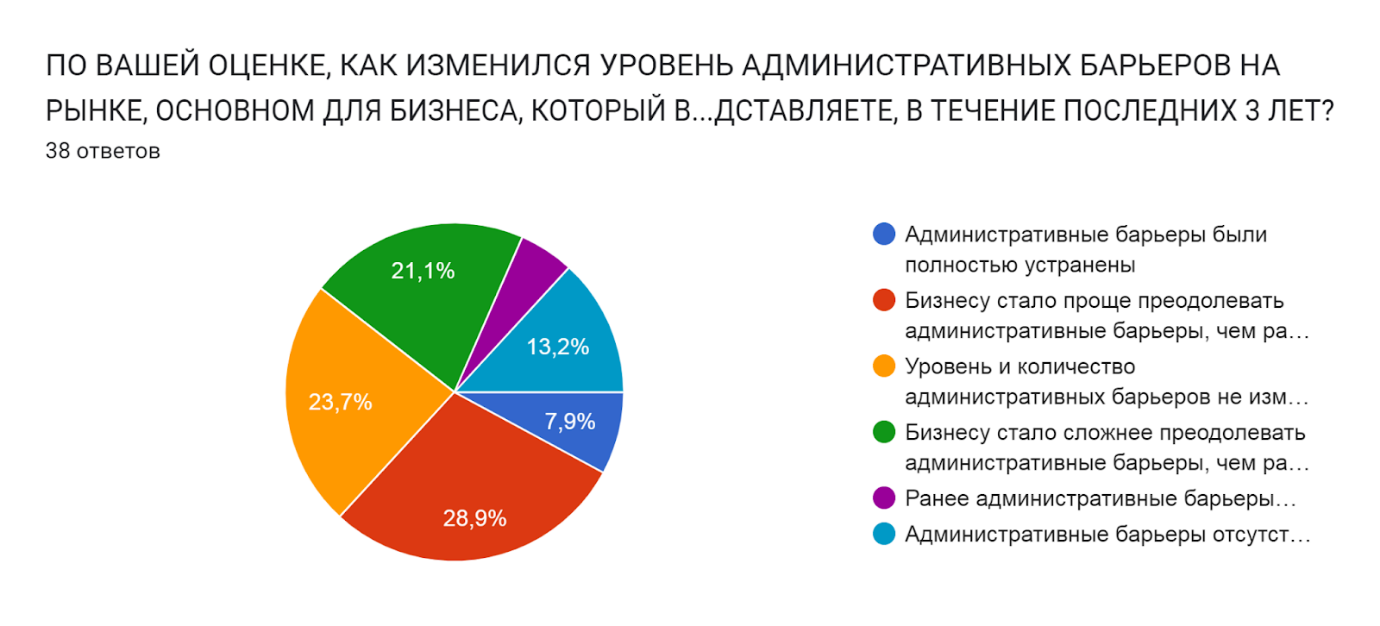 ПО ВАШЕЙ ОЦЕНКЕ, КАК ИЗМЕНИЛСЯ УРОВЕНЬ АДМИНИСТРАТИВНЫХ БАРЬЕРОВ НА
РЫНКЕ, ОСНОВНОМ ДЛЯ БИЗНЕСА, КОТОРЫЙ В...ДСТАВЛЯЕТЕ, В ТЕЧЕНИЕ ПОСЛЕДНИХ 3 ЛЕТ?
38 ответов
21,1%
13,2%
23,7%
7,9%
28,9%
Административные барьеры были
полностью устранены
Бизнесу стало проще преодолевать
административные барьеры, чем ра...
Уровень и количество
административных барьеров не изм...
Бизнесу стало сложнее преодолевать
административные барьеры, чем ра...
Ранее административные барьеры...
Административные барьеры отсутст...